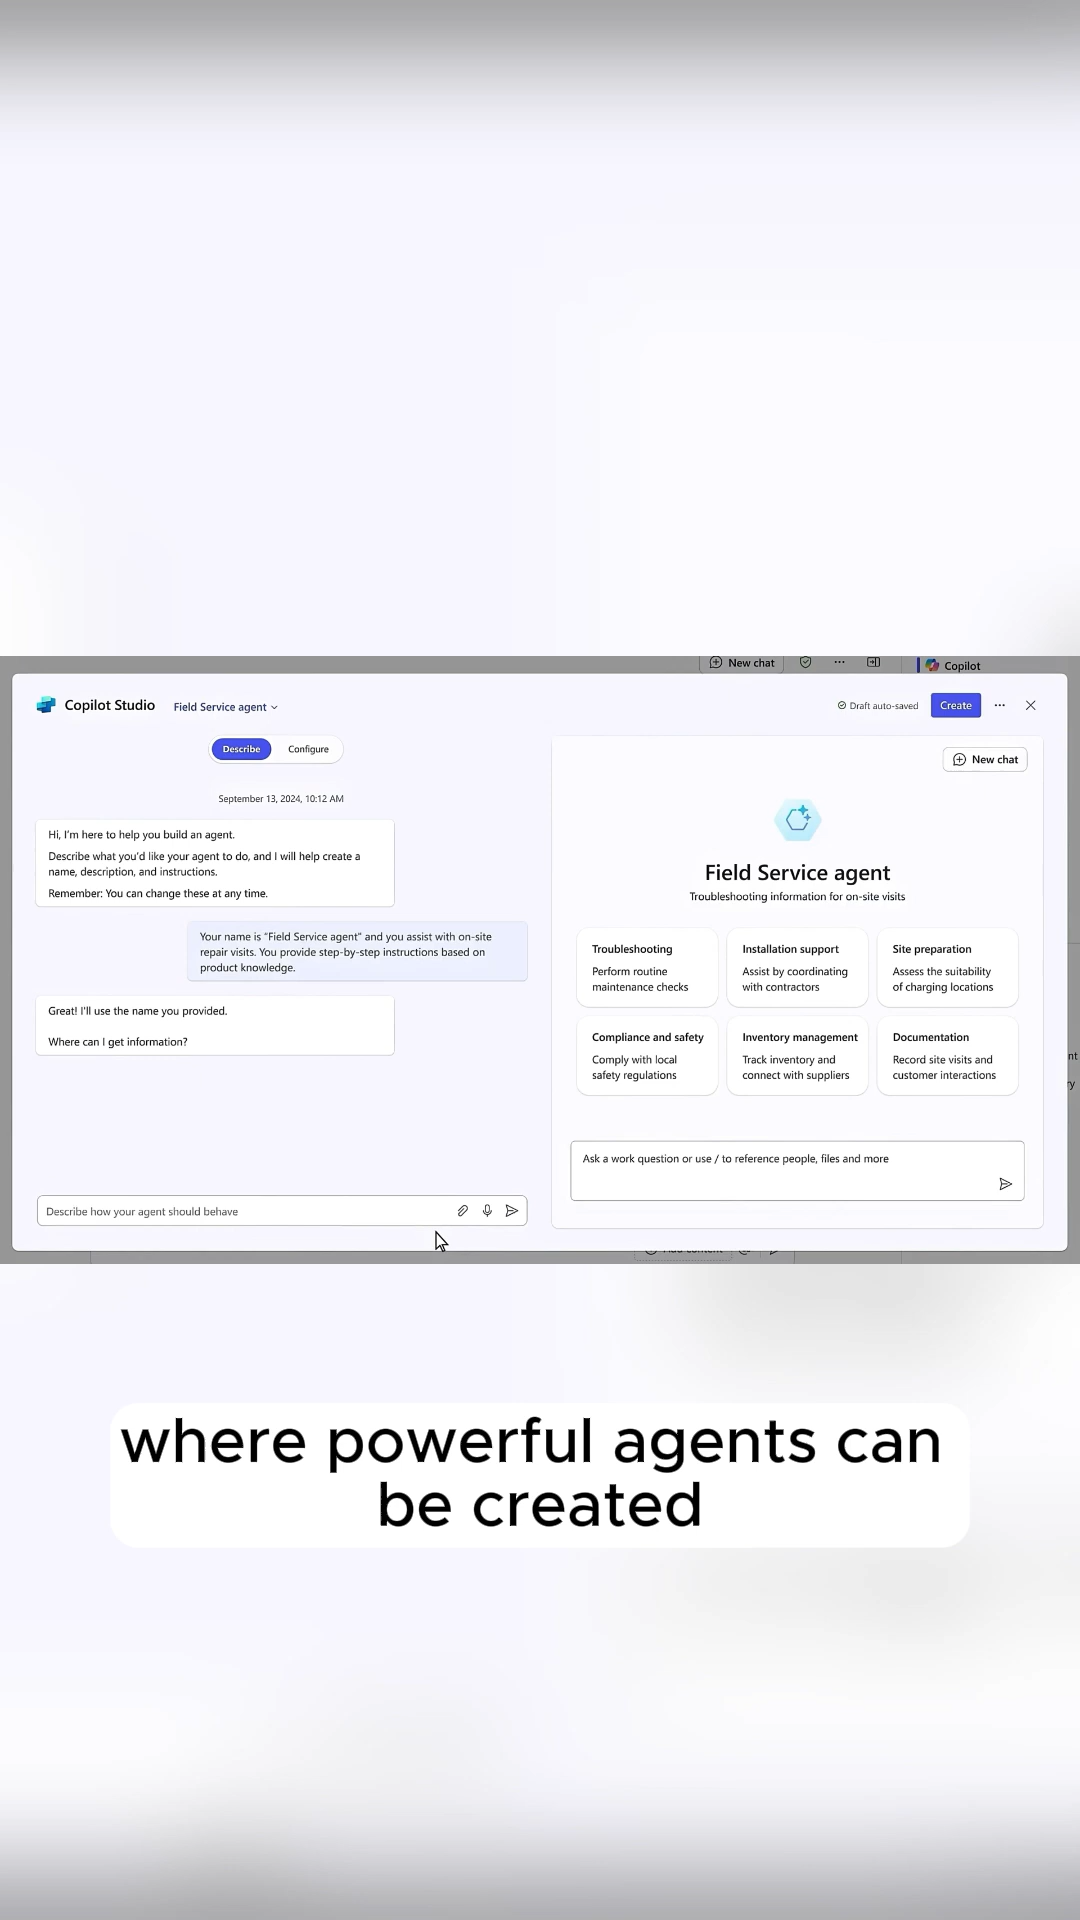 New chat
Copilot
Copilot Studio
Field Service agent
Draft auto-saved
Create
Describe
Configure
September 13, 2024, 10:12 AM
Hi, I'm here to help you build an agent.
Describe what you'd like your agent to do, and I will help create a
name, description, and instructions.
Remember: You can change these at any time.
Your name is "Field Service agent" and you assist with on-site
repair visits. You provide step-by-step instructions based on
product knowledge.
Great! I'll use the name you provided.
Where can I get information?
Describe how your agent should behave
New chat
Field Service agent
Troubleshooting information for on-site visits
Troubleshooting
Perform routine
maintenance checks
Installation support
Assist by coordinating
with contractors
Site preparation
Assess the suitability
of charging locations
Compliance and safety
Comply with local
safety regulations
Inventory management
Track inventory and
connect with suppliers
Documentation
Record site visits and
customer interactions
Ask a work question or use / to reference people, files and more
where powerful agents can
be created